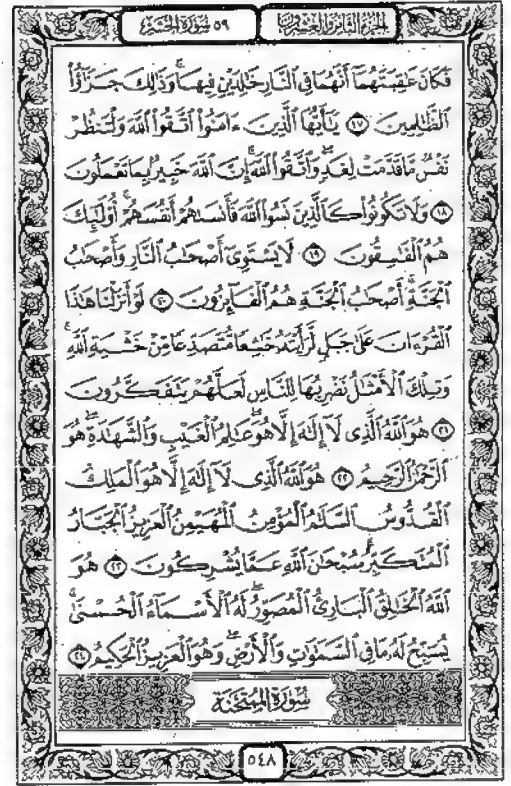 الجزء الثامن والعشرون
٥٩ سورة الحشر
فَكَانَ عَٰقِبَتَهُمَآ أَنَّهُمَا فِي ٱلنَّارِ خَٰلِدَيۡنِ فِيهَاۚ وَذَٰلِكَ جَزَٰٓؤُاْ
ٱلظَّٰلِمِينَ ١٧ يَٰٓأَيُّهَا ٱلَّذِينَ ءَامَنُواْ ٱتَّقُواْ ٱللَّهَ وَلۡتَنظُرۡ
نَفۡسٞ مَّا قَدَّمَتۡ لِغَدٖۖ وَٱتَّقُواْ ٱللَّهَۚ إِنَّ ٱللَّهَ خَبِيرُۢ بِمَا تَعۡمَلُونَ
١٨ وَلَا تَكُونُواْ كَٱلَّذِينَ نَسُواْ ٱللَّهَ فَأَنسَىٰهُمۡ أَنفُسَهُمۡۚ أُوْلَٰٓئِكَ
هُمُ ٱلۡفَٰسِقُونَ ١٩ لَا يَسۡتَوِيٓ أَصۡحَٰبُ ٱلنَّارِ وَأَصۡحَٰبُ
ٱلۡجَنَّةِۚ أَصۡحَٰبُ ٱلۡجَنَّةِ هُمُ ٱلۡفَآئِزُونَ ٢٠ لَوۡ أَنزَلۡنَا هَٰذَا
ٱلۡقُرۡءَانَ عَلَىٰ جَبَلٖ لَّرَأَيۡتَهُۥ خَٰشِعٗا مُّتَصَدِّعٗا مِّنۡ خَشۡيَةِ ٱللَّهِۚ
وَتِلۡكَ ٱلۡأَمۡثَٰلُ نَضۡرِبُهَا لِلنَّاسِ لَعَلَّهُمۡ يَتَفَكَّرُونَ
٢١ هُوَ ٱللَّهُ ٱلَّذِي لَآ إِلَٰهَ إِلَّا هُوَۖ عَٰلِمُ ٱلۡغَيۡبِ وَٱلشَّهَٰدَةِۖ هُوَ
ٱلرَّحۡمَٰنُ ٱلرَّحِيمُ ٢٢ هُوَ ٱللَّهُ ٱلَّذِي لَآ إِلَٰهَ إِلَّا هُوَ ٱلۡمَلِكُ
ٱلۡقُدُّوسُ ٱلسَّلَٰمُ ٱلۡمُؤۡمِنُ ٱلۡمُهَيۡمِنُ ٱلۡعَزِيزُ ٱلۡجَبَّارُ
ٱلۡمُتَكَبِّرُۚ سُبۡحَٰنَ ٱللَّهِ عَمَّا يُشۡرِكُونَ ٢٣ هُوَ
ٱللَّهُ ٱلۡخَٰلِقُ ٱلۡبَارِئُ ٱلۡمُصَوِّرُۖ لَهُ ٱلۡأَسۡمَآءُ ٱلۡحُسۡنَىٰۚ
يُسَبِّحُ لَهُۥ مَا فِي ٱلسَّمَٰوَٰتِ وَٱلۡأَرۡضِۖ وَهُوَ ٱلۡعَزِيزُ ٱلۡحَكِيمُ ٢٤
سورة الممتحنة
٥٤٨